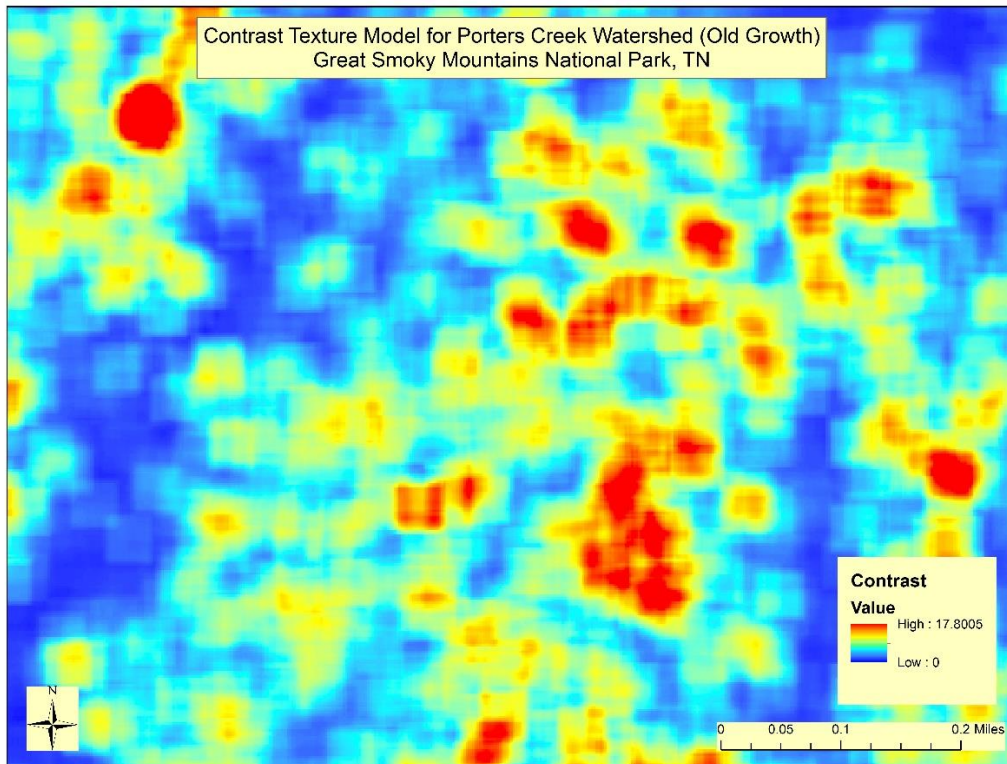 Contrast Texture Model for Porters Creek Watershed (Old Growth)
Great Smoky Mountains National Park, TN
Contrast
Value
High : 17.8005
Low : 0
N
0 0.05 0.1 0.2 Miles